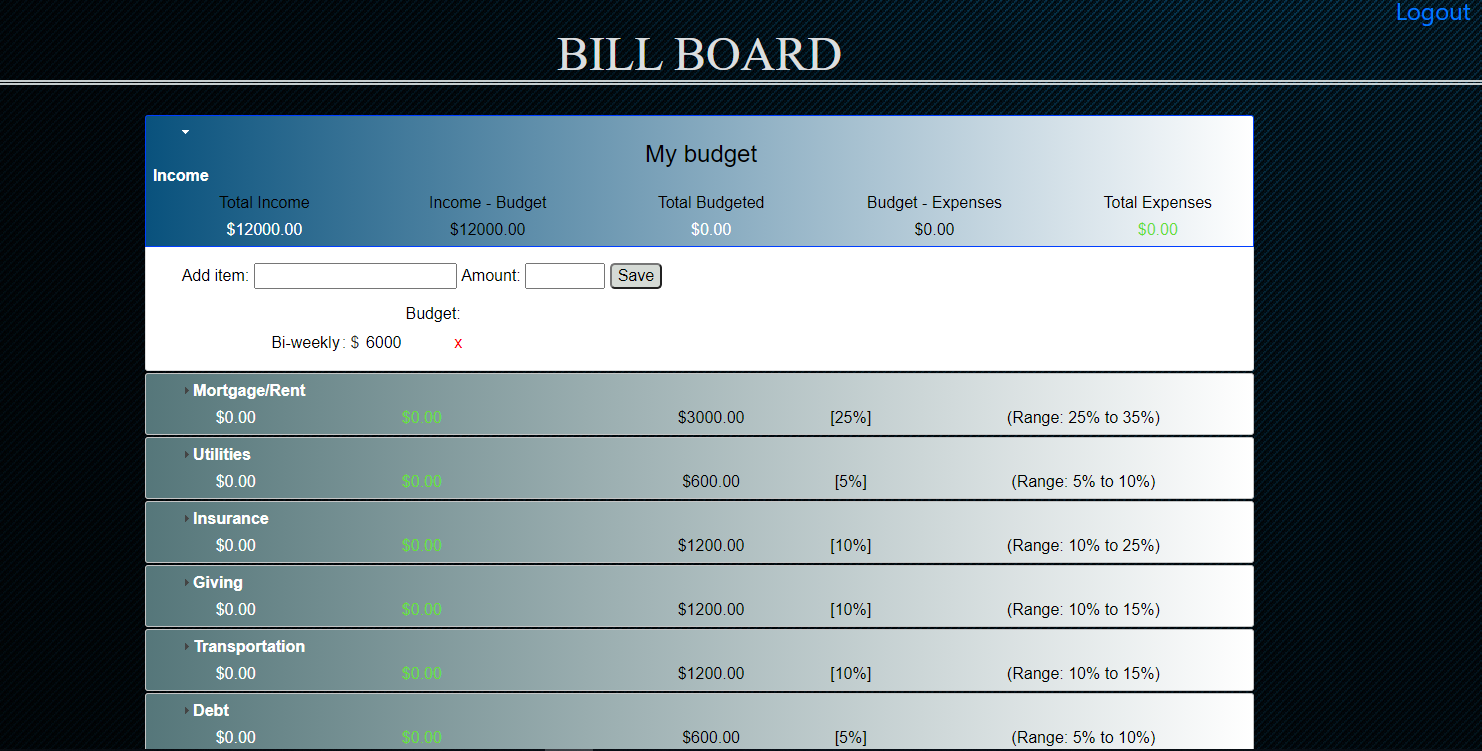 Logout
BILL BOARD
My budget
Income
Total Income Income - Budget Total Budgeted Budget - Expenses Total Expenses
$12000.00 $12000.00 $0.00 $0.00 $0.00
Add item: Amount: Save
Budget:
Bi-weekly: $ 6000 x
Mortgage/Rent
$0.00 $0.00 $3000.00 [25%] (Range: 25% to 35%)
Utilities
$0.00 $0.00 $600.00 [5%] (Range: 5% to 10%)
Insurance
$0.00 $0.00 $1200.00 [10%] (Range: 10% to 25%)
Giving
$0.00 $0.00 $1200.00 [10%] (Range: 10% to 15%)
Transportation
$0.00 $0.00 $1200.00 [10%] (Range: 10% to 15%)
Debt
$0.00 $0.00 $600.00 [5%] (Range: 5% to 10%)